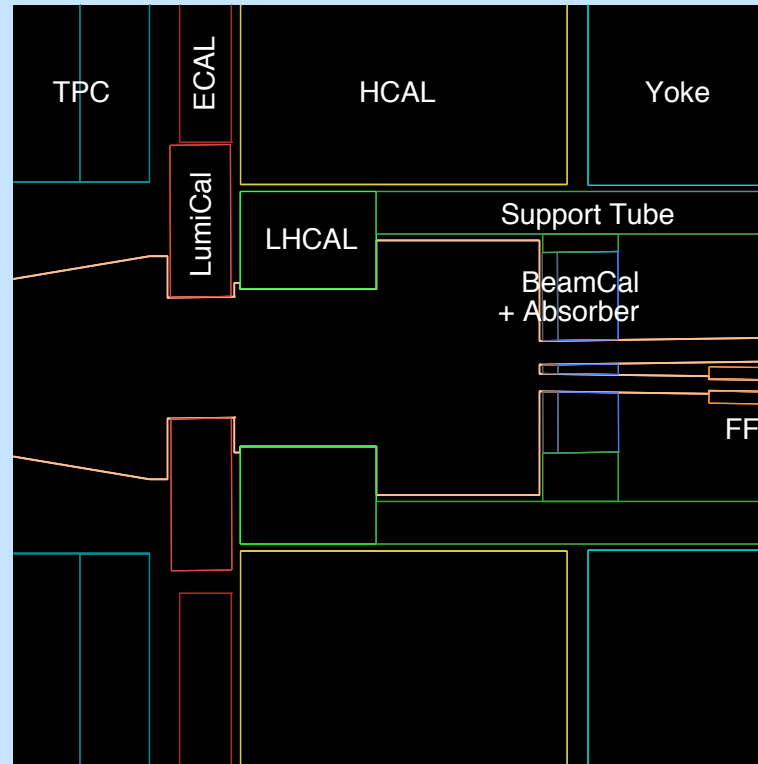 TPC
ECAL
HCAL
Yoke
LumiCal
LHCAL
Support Tube
BeamCal
+ Absorber
FF